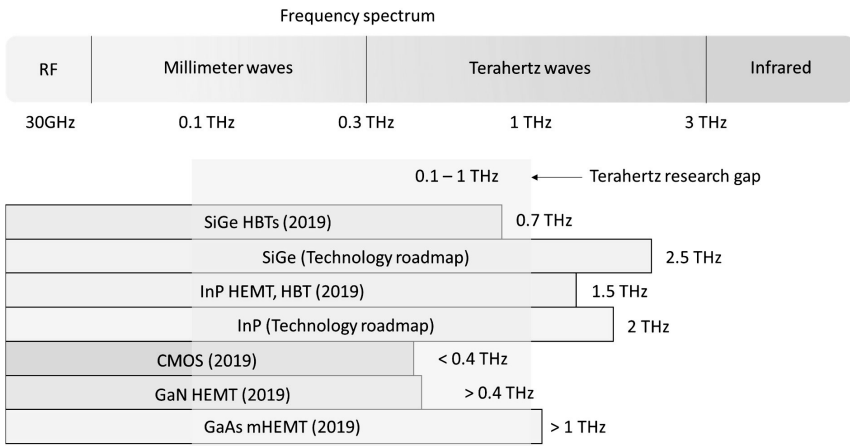 Frequency spectrum
RF Millimeter waves Terahertz waves Infrared
30GHz 0.1 THz 0.3 THz 1 THz 3 THz
0.1 – 1 THz Terahertz research gap
SiGe HBTs (2019) 0.7 THz
SiGe (Technology roadmap) 2.5 THz
InP HEMT, HBT (2019) 1.5 THz
InP (Technology roadmap) 2 THz
CMOS (2019) < 0.4 THz
GaN HEMT (2019) > 0.4 THz
GaAs mHEMT (2019) > 1 THz